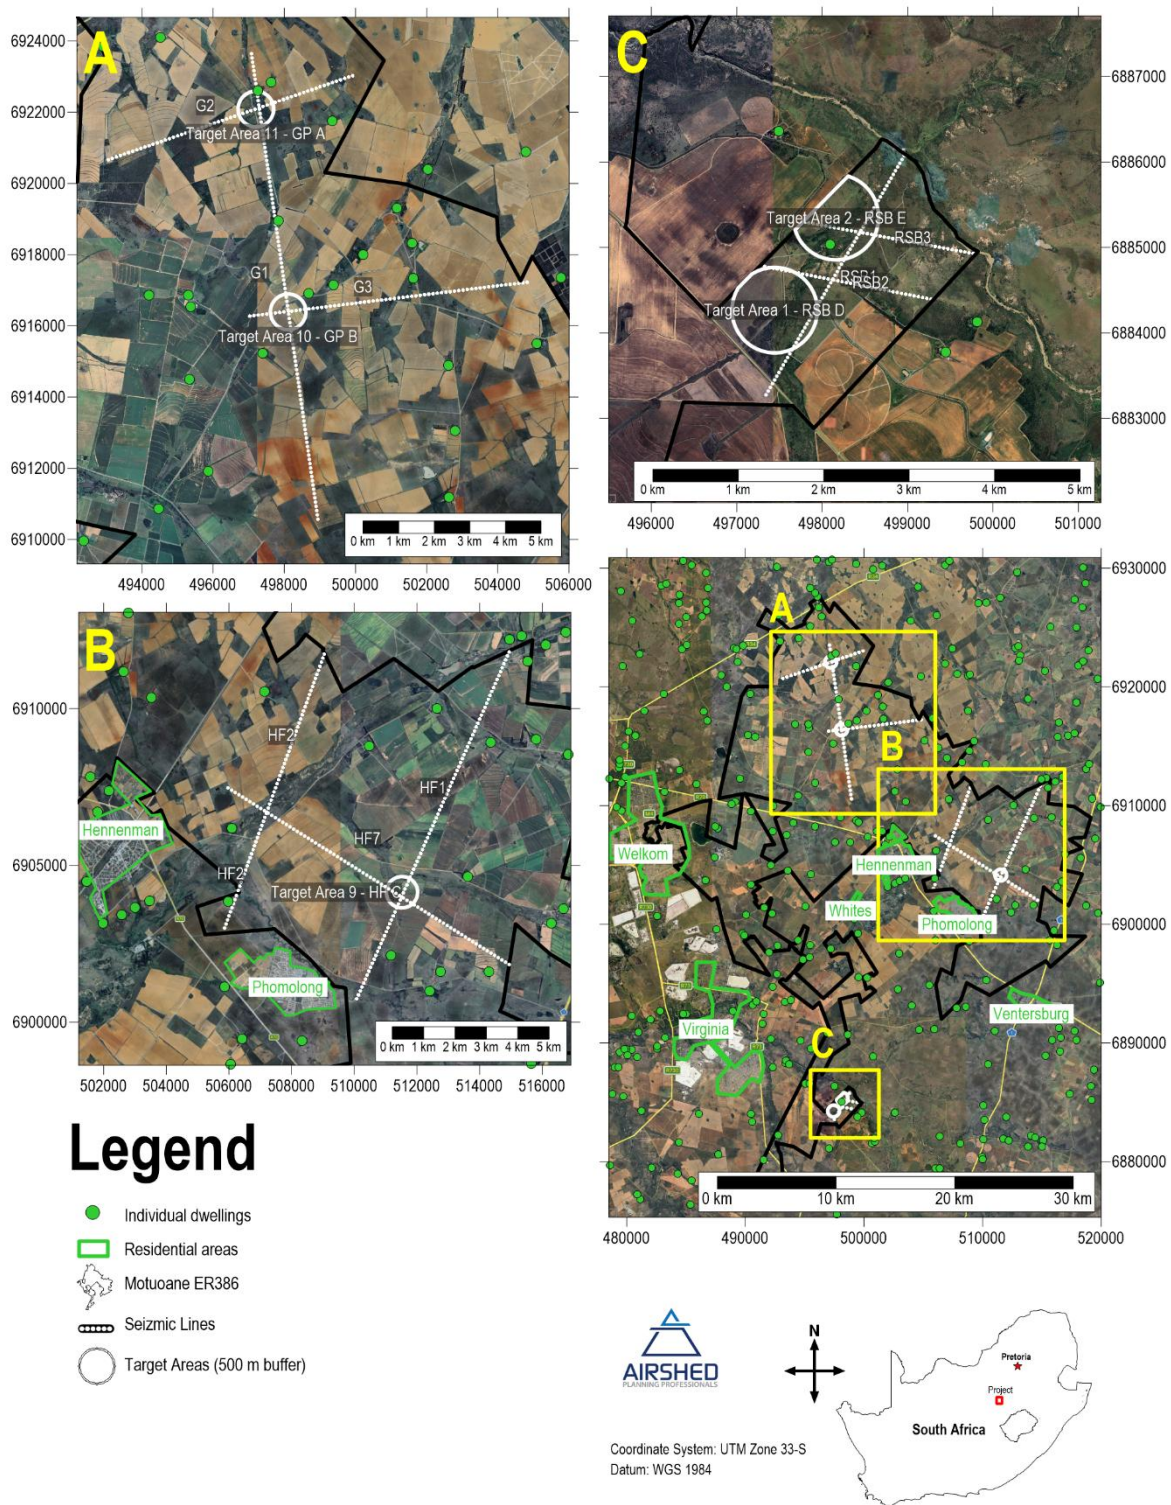 A
6924000
6922000
6920000
6918000
6916000
6914000
6912000
6910000
G2
Target Area 11 - GP A
G1
G3
Target Area 10 - GP B
0 km 1 km 2 km 3 km 4 km 5 km
494000 496000 498000 500000 502000 504000 506000
C
6887000
6886000
6885000
6884000
6883000
Target Area 2 - RSB E
RSB3
RSB1
RSB2
Target Area 1 - RSB D
0 km 1 km 2 km 3 km 4 km 5 km
496000 497000 498000 499000 500000 501000
B
6910000
6905000
6900000
HF2
HF1
HF7
HF2
Hennenman
Target Area 9 - HF C
Phomolong
0 km 1 km 2 km 3 km 4 km 5 km
502000 504000 506000 508000 510000 512000 514000 516000
A
B
C
6930000
6920000
6910000
6900000
6890000
6880000
Welkom
Hennenman
Whites
Phomolong
Virginia
Ventersburg
0 km 10 km 20 km 30 km
480000 490000 500000 510000 520000
Legend
Individual dwellings
Residential areas
Motuoane ER386
Seizmic Lines
Target Areas (500 m buffer)
AIRSHED
PLANNING PROFESSIONALS
N
Pretoria
Project
South Africa
Coordinate System: UTM Zone 33-S
Datum: WGS 1984